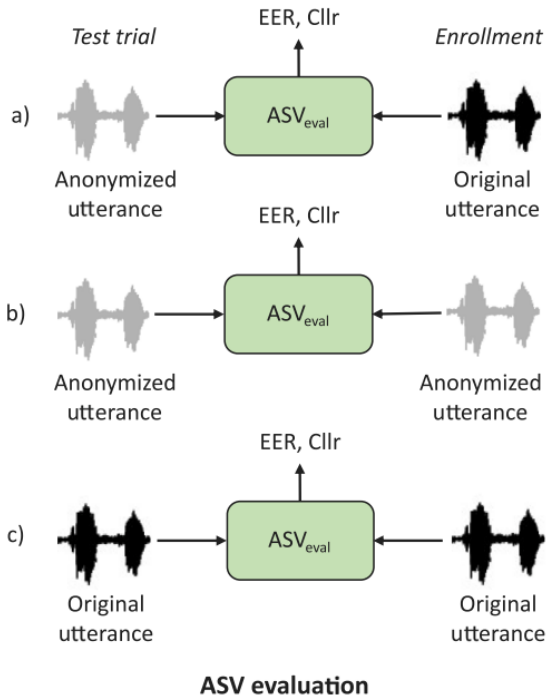 Test trial
EER, Cllr
Enrollment
a)
ASVeval
Anonymized
utterance
Original
utterance
EER, Cllr
b)
ASVeval
Anonymized
utterance
Anonymized
utterance
EER, Cllr
c)
ASVeval
Original
utterance
Original
utterance
ASV evaluation